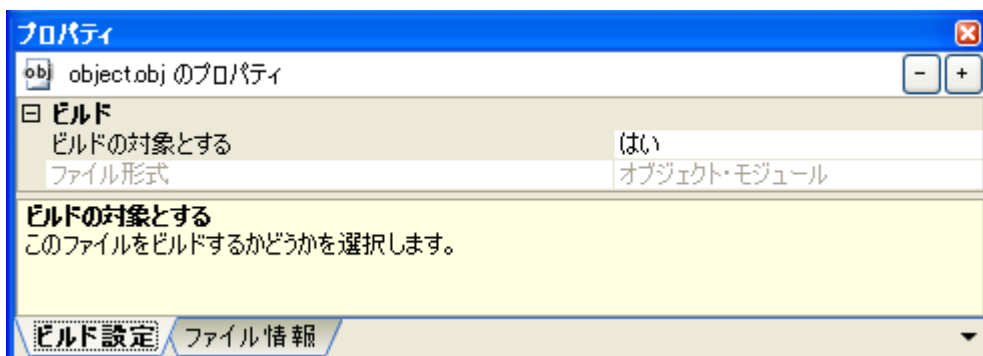 プロパティ
obj object.obj のプロパティ - +
ビルド
ビルドの対象とする はい
ファイル形式 オブジェクト・モジュール
ビルドの対象とする
このファイルをビルドするかどうかを選択します。
ビルド設定 ファイル情報